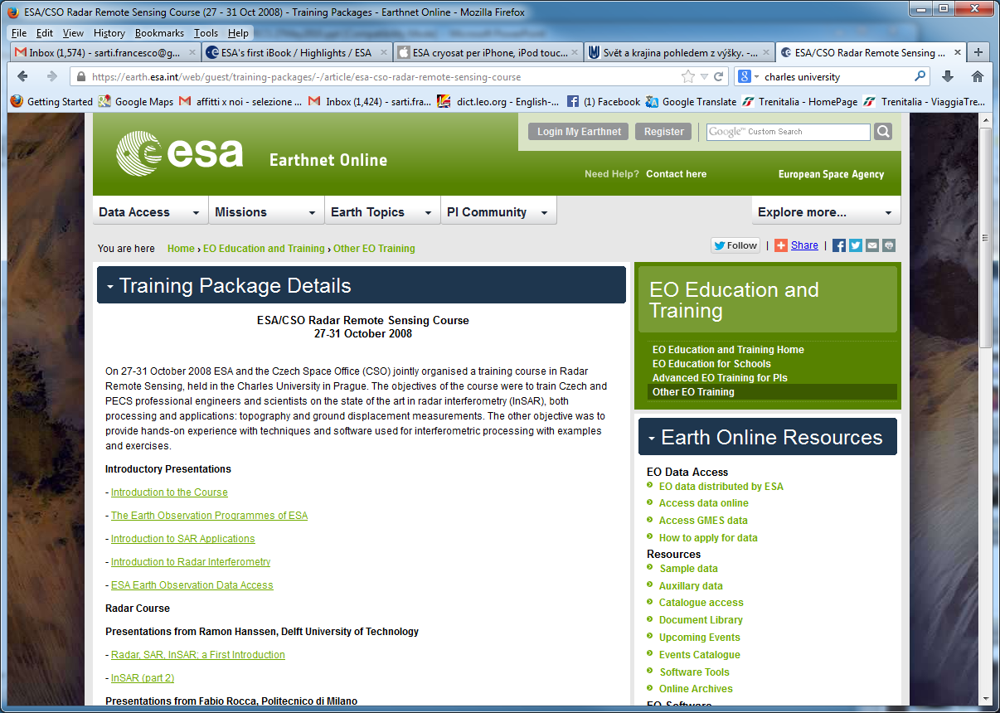 ESA/CSO Radar Remote Sensing Course (27 - 31 Oct 2008) - Training Packages - Earthnet Online - Mozilla Firefox
File Edit View History Bookmarks Tools Help
Inbox (1,574) - sarti.francesco@g... ESA's first iBook / Highlights / ESA ESA cryosat per iPhone, iPod touc... Svět a krajina pohledem z výšky. -... ESA/CSO Radar Remote Sensing ...
https://earth.esa.int/web/guest/training-packages/-/article/esa-cso-radar-remote-sensing-course charles university
Getting Started Google Maps affitti x noi - selezione ... Inbox (1,424) - sarti.fra... dict.leo.org - English-... (1) Facebook Google Translate Trenitalia - HomePage Trenitalia - ViaggiaTre...
Login My Earthnet Register Google™ Custom Search
esa Earthnet Online
Need Help? Contact here European Space Agency
Data Access Missions Earth Topics PI Community Explore more...
You are here Home › EO Education and Training › Other EO Training
Follow | Share |
Training Package Details
ESA/CSO Radar Remote Sensing Course
27-31 October 2008
On 27-31 October 2008 ESA and the Czech Space Office (CSO) jointly organised a training course in Radar
Remote Sensing, held in the Charles University in Prague. The objectives of the course were to train Czech and
PECS professional engineers and scientists on the state of the art in radar interferometry (InSAR), both
processing and applications: topography and ground displacement measurements. The other objective was to
provide hands-on experience with techniques and software used for interferometric processing with examples
and exercises.
Introductory Presentations
- Introduction to the Course
- The Earth Observation Programmes of ESA
- Introduction to SAR Applications
- Introduction to Radar Interferometry
- ESA Earth Observation Data Access
Radar Course
Presentations from Ramon Hanssen, Delft University of Technology
- Radar, SAR, InSAR; a First Introduction
- InSAR (part 2)
Presentations from Fabio Rocca, Politecnico di Milano
EO Education and
Training
EO Education and Training Home
EO Education for Schools
Advanced EO Training for PIs
Other EO Training
Earth Online Resources
EO Data Access
EO data distributed by ESA
Access data online
Access GMES data
How to apply for data
Resources
Sample data
Auxillary data
Catalogue access
Document Library
Upcoming Events
Events Catalogue
Software Tools
Online Archives
EO Software